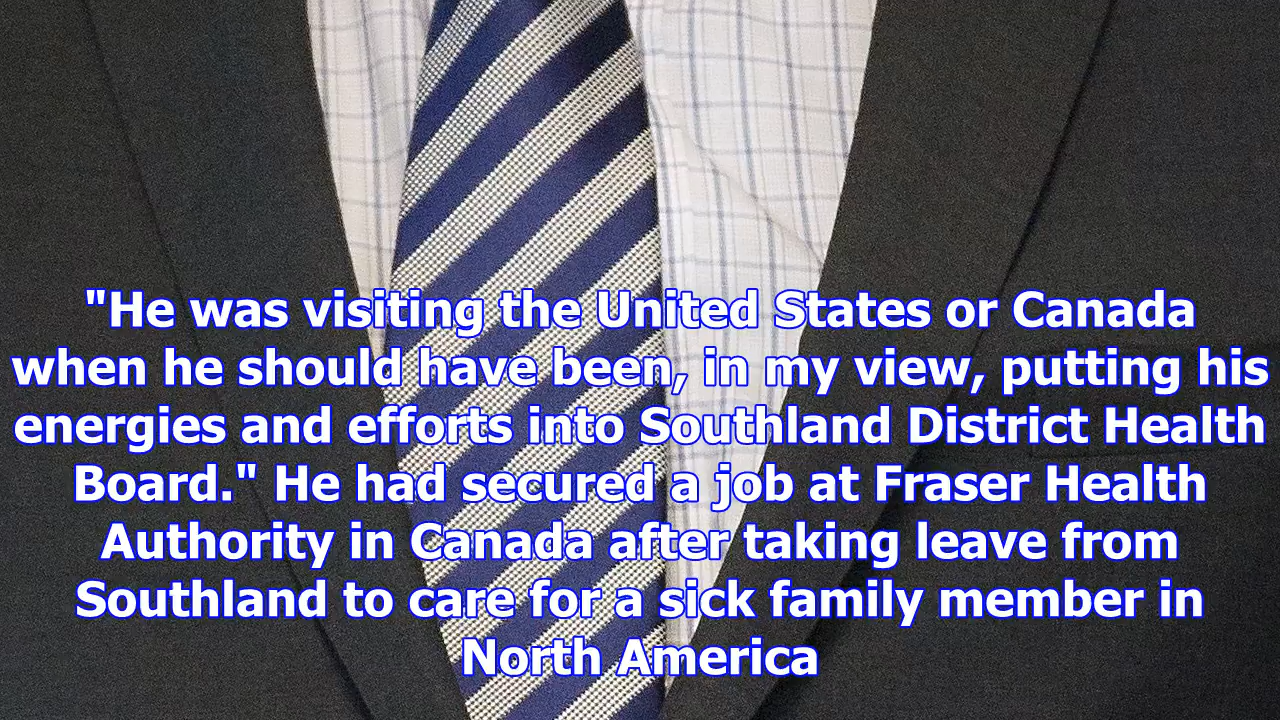 "He was visiting the United States or Canada
when he should have been, in my view, putting his
energies and efforts into Southland District Health
Board." He had secured a job at Fraser Health
Authority in Canada after taking leave from
Southland to care for a sick family member in
North America